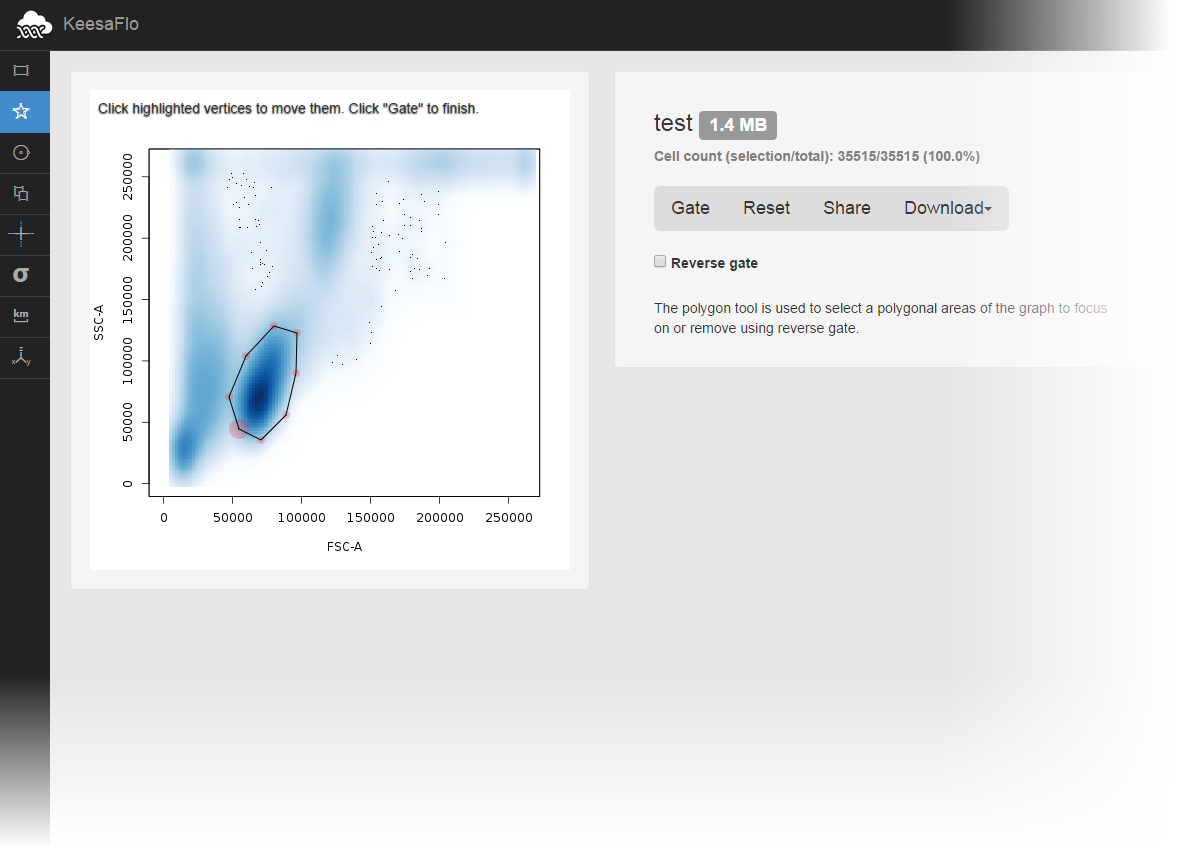 KeesaFlo
Click highlighted vertices to move them. Click "Gate" to finish.
SSC-A
250000
200000
150000
100000
50000
0
0 50000 100000 150000 200000 250000
FSC-A
σ
km
z
x y
test 1.4 MB
Cell count (selection/total): 35515/35515 (100.0%)
Gate Reset Share Download
Reverse gate
The polygon tool is used to select a polygonal areas of the graph to focus
on or remove using reverse gate.